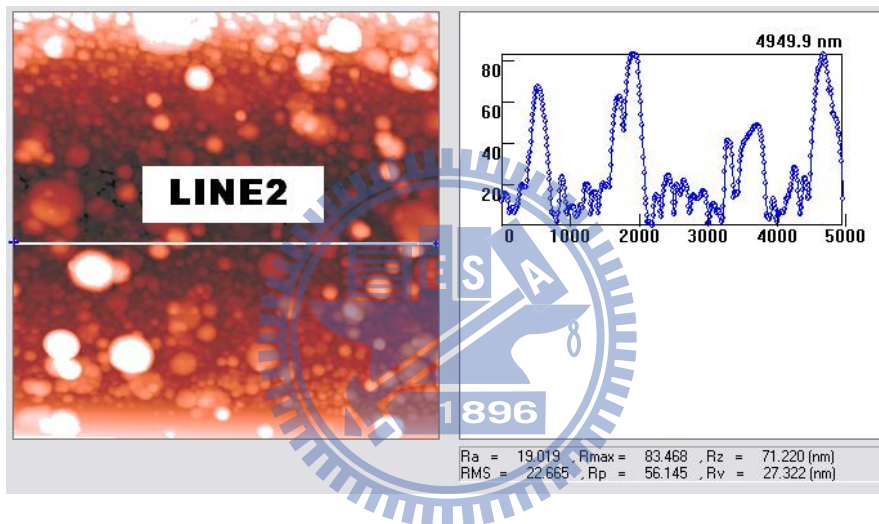 LINE2
4949.9 nm
80
60
40
20
0 1000 2000 3000 4000 5000
Ra = 19.019 , Rmax = 83.468 , Rz = 71.220 (nm)
RMS = 22.665 , Rp = 56.145 , Rv = 27.322 (nm)
E S A
8
1896